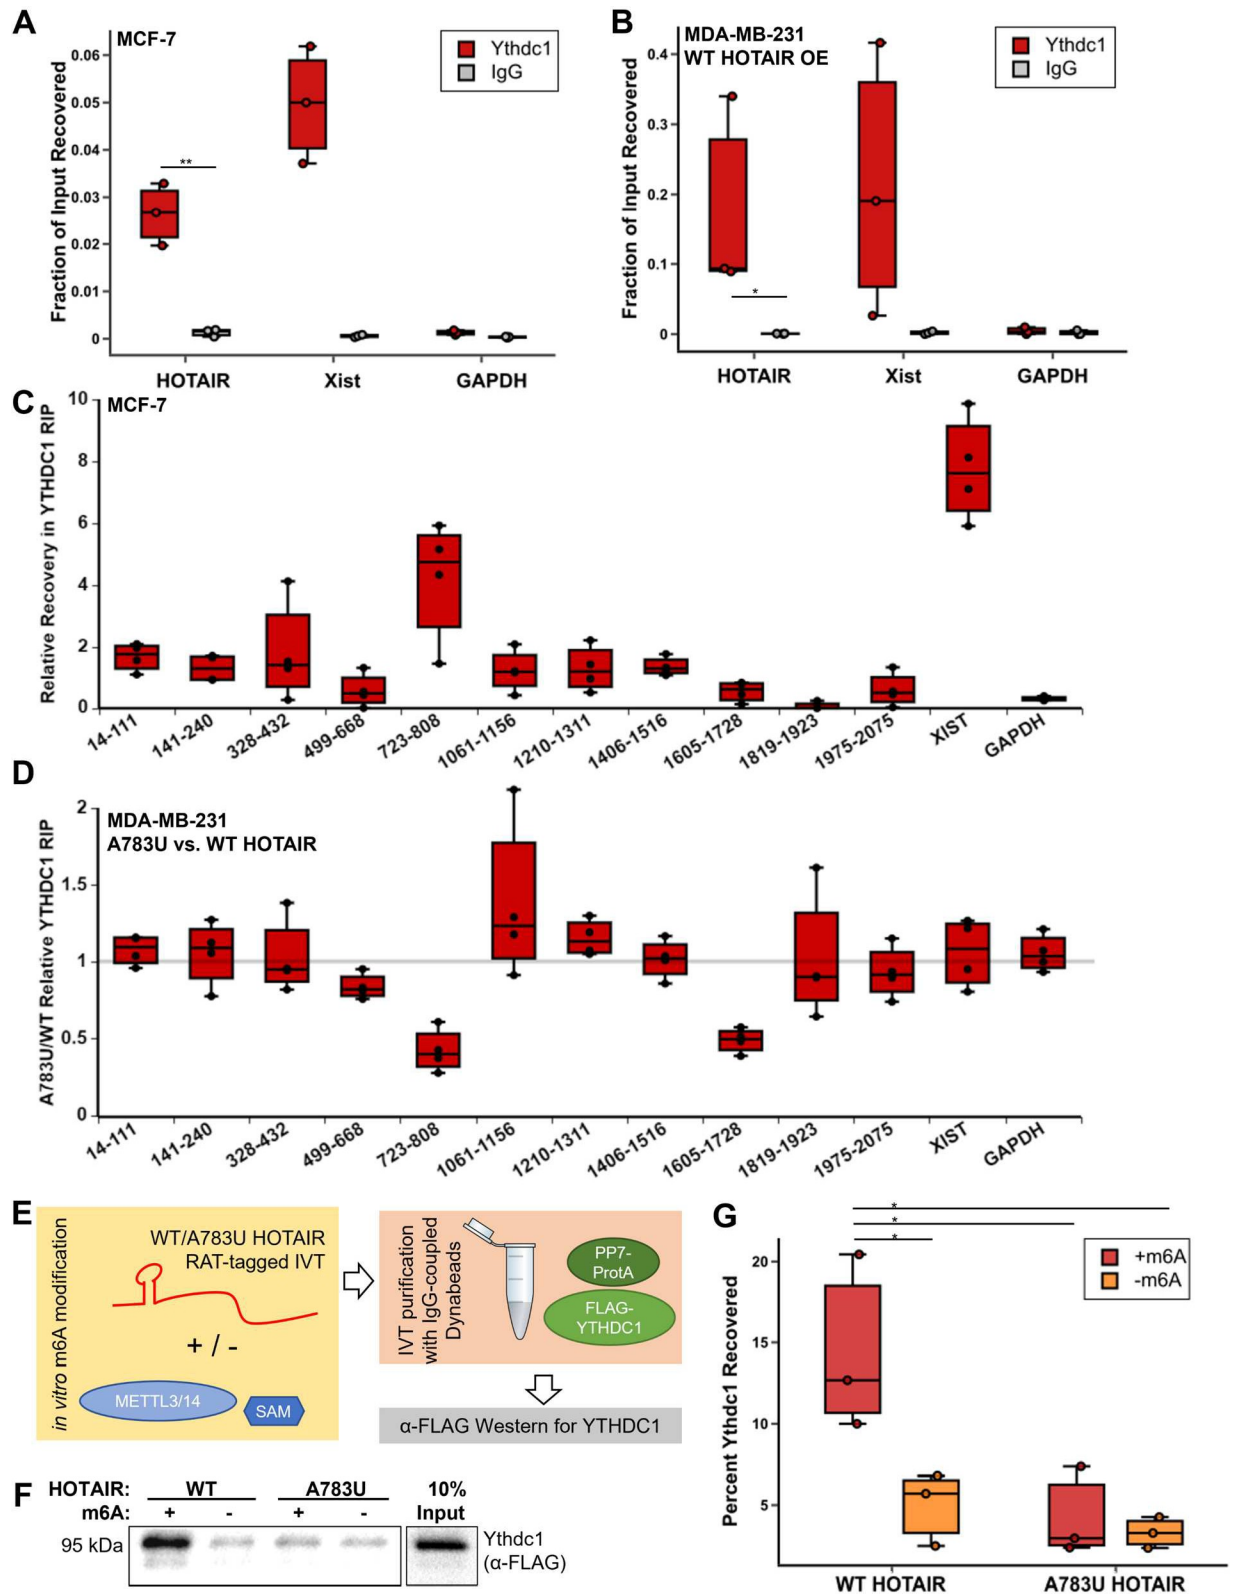 A
MCF-7
Ythdc1
IgG
Fraction of Input Recovered
0.06
0.05
0.04
0.03
0.02
0.01
0
**
HOTAIR
Xist
GAPDH
B
MDA-MB-231
WT HOTAIR OE
Ythdc1
IgG
Fraction of Input Recovered
0.4
0.3
0.2
0.1
0
*
HOTAIR
Xist
GAPDH
C
MCF-7
Relative Recovery in YTHDC1 RIP
10
8
6
4
2
0
14-111
141-240
328-432
499-668
723-808
1061-1156
1210-1311
1406-1516
1605-1728
1819-1923
1975-2075
XIST
GAPDH
D
MDA-MB-231
A783U vs. WT HOTAIR
A783U/WT Relative YTHDC1 RIP
2
1.5
1
0.5
0
14-111
141-240
328-432
499-668
723-808
1061-1156
1210-1311
1406-1516
1605-1728
1819-1923
1975-2075
XIST
GAPDH
E
in vitro m6A modification
WT/A783U HOTAIR
RAT-tagged IVT
+ / -
METTL3/14
SAM
IVT purification
with IgG-coupled
Dynabeads
PP7-
ProtA
FLAG-
YTHDC1
α-FLAG Western for YTHDC1
F
HOTAIR: WT A783U 10%
m6A: + - + - Input
95 kDa
Ythdc1
(α-FLAG)
G
*
*
*
+m6A
-m6A
Percent Ythdc1 Recovered
20
15
10
5
WT HOTAIR
A783U HOTAIR